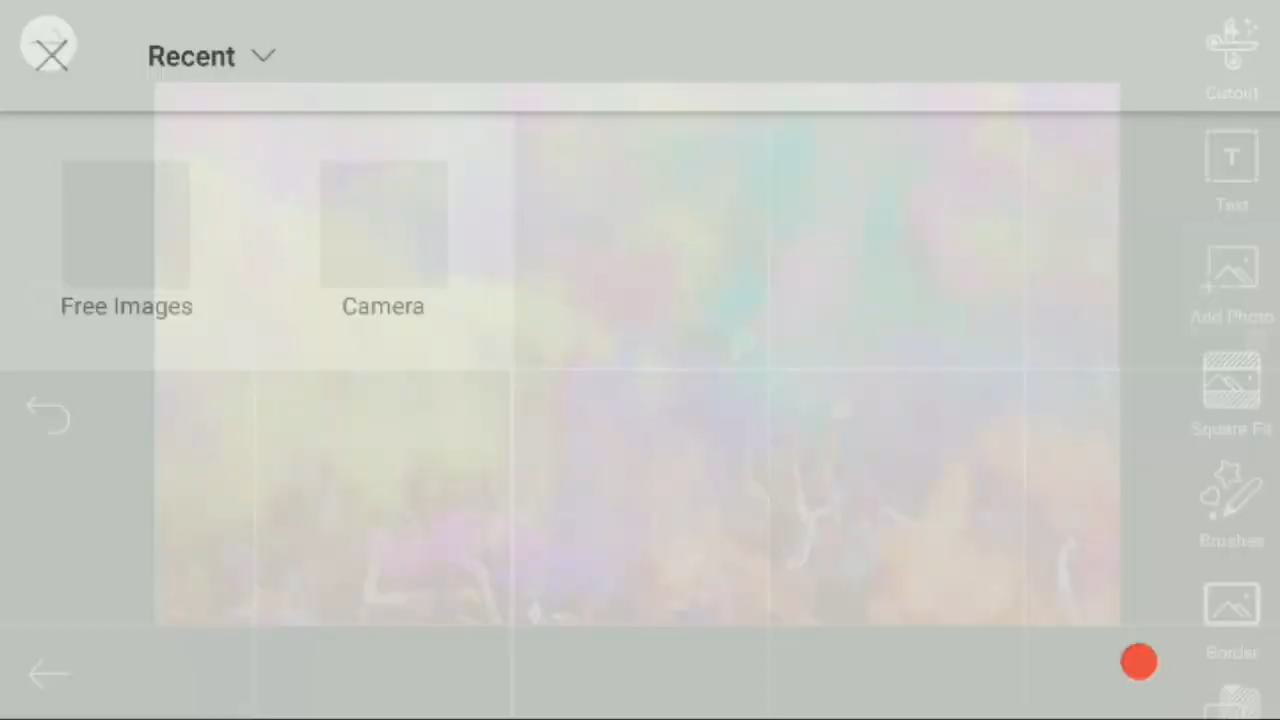 Recent
Cutout
T
Text
Free Images
Camera
Add Photo
Square Fit
Brushes
Border